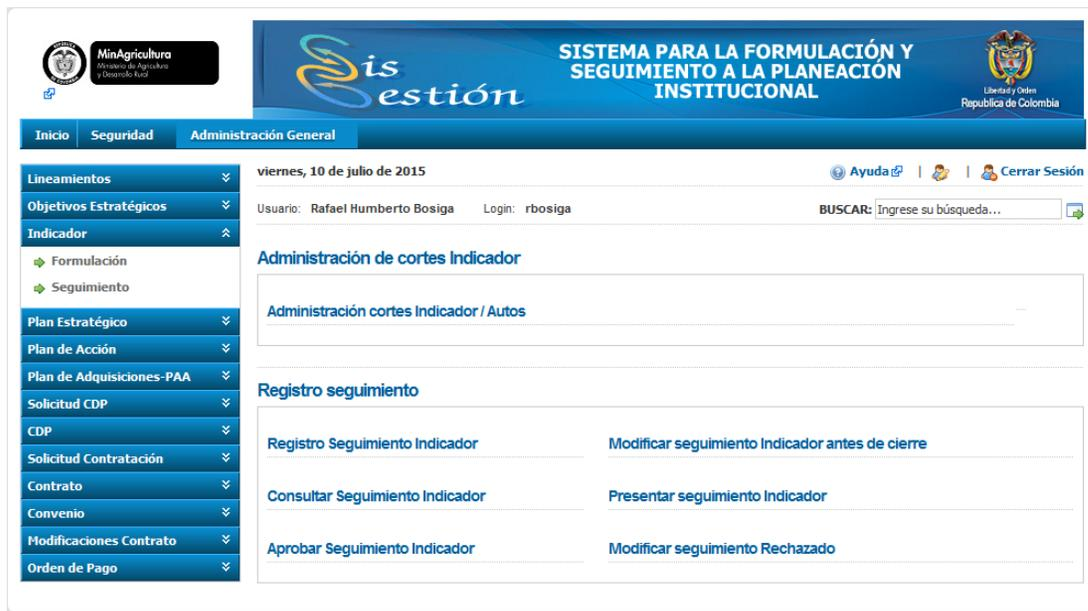 MinAgricultura
Ministerio de Agricultura
y Desarrollo Rural
Sis
Gestión
SISTEMA PARA LA FORMULACIÓN Y
SEGUIMIENTO A LA PLANEACIÓN
INSTITUCIONAL
Libertad y Orden
Republica de Colombia
Inicio Seguridad Administración General
viernes, 10 de julio de 2015 Ayuda | | Cerrar Sesión
Usuario: Rafael Humberto Bosiga Login: rbosiga BUSCAR: Ingrese su búsqueda...
Lineamientos
Objetivos Estratégicos
Indicador
Formulación
Seguimiento
Plan Estratégico
Plan de Acción
Plan de Adquisiciones-PAA
Solicitud CDP
CDP
Solicitud Contratación
Contrato
Convenio
Modificaciones Contrato
Orden de Pago
Administración de cortes Indicador
Administración cortes Indicador / Autos
Registro seguimiento
Registro Seguimiento Indicador Modificar seguimiento Indicador antes de cierre
Consultar Seguimiento Indicador Presentar seguimiento Indicador
Aprobar Seguimiento Indicador Modificar seguimiento Rechazado